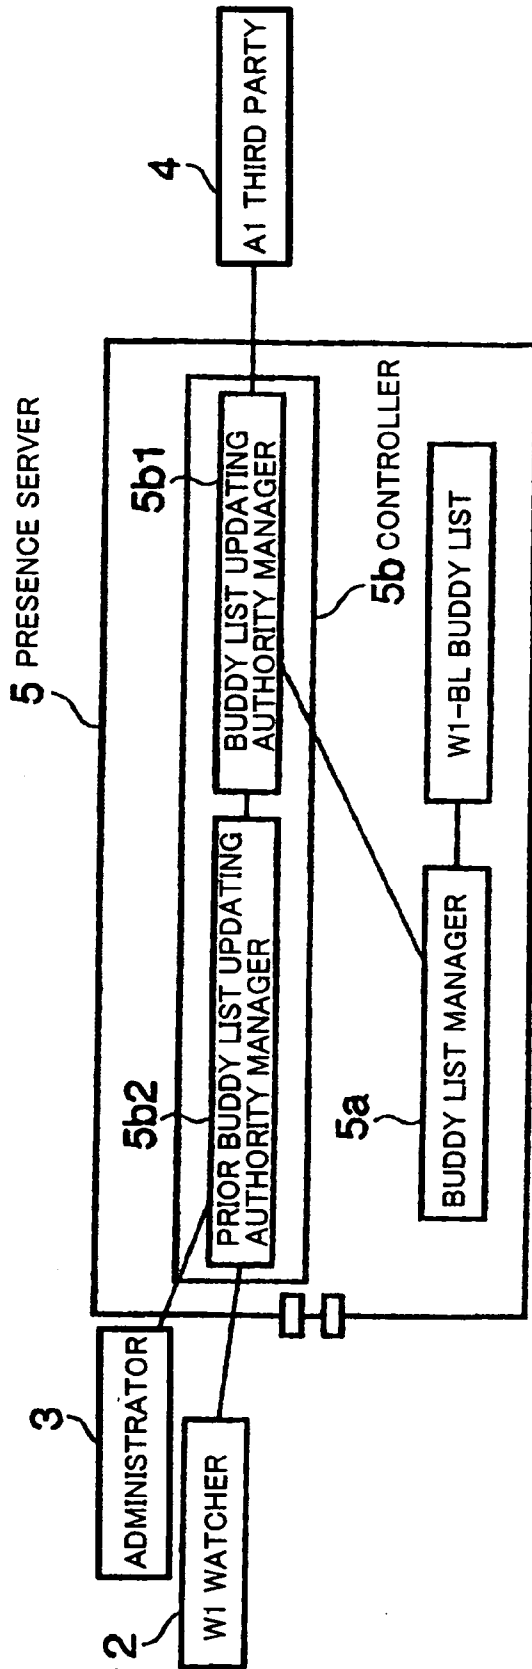 5 PRESENCE SERVER
3
ADMINISTRATOR
2
W1 WATCHER
5b2
PRIOR BUDDY LIST UPDATING
AUTHORITY MANAGER
5b1
BUDDY LIST UPDATING
AUTHORITY MANAGER
4
A1 THIRD PARTY
5b CONTROLLER
5a
BUDDY LIST MANAGER
W1-BL BUDDY LIST